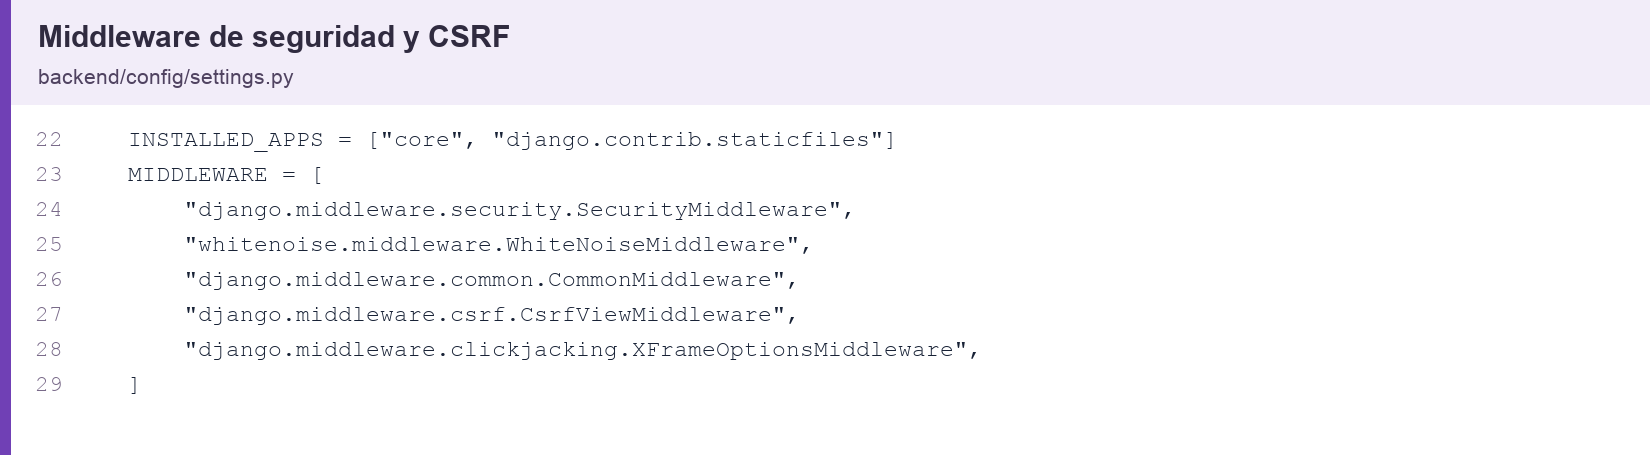 Middleware de seguridad y CSRF
backend/config/settings.py
22 INSTALLED_APPS = ["core", "django.contrib.staticfiles"]
23 MIDDLEWARE = [
24 "django.middleware.security.SecurityMiddleware",
25 "whitenoise.middleware.WhiteNoiseMiddleware",
26 "django.middleware.common.CommonMiddleware",
27 "django.middleware.csrf.CsrfViewMiddleware",
28 "django.middleware.clickjacking.XFrameOptionsMiddleware",
29 ]